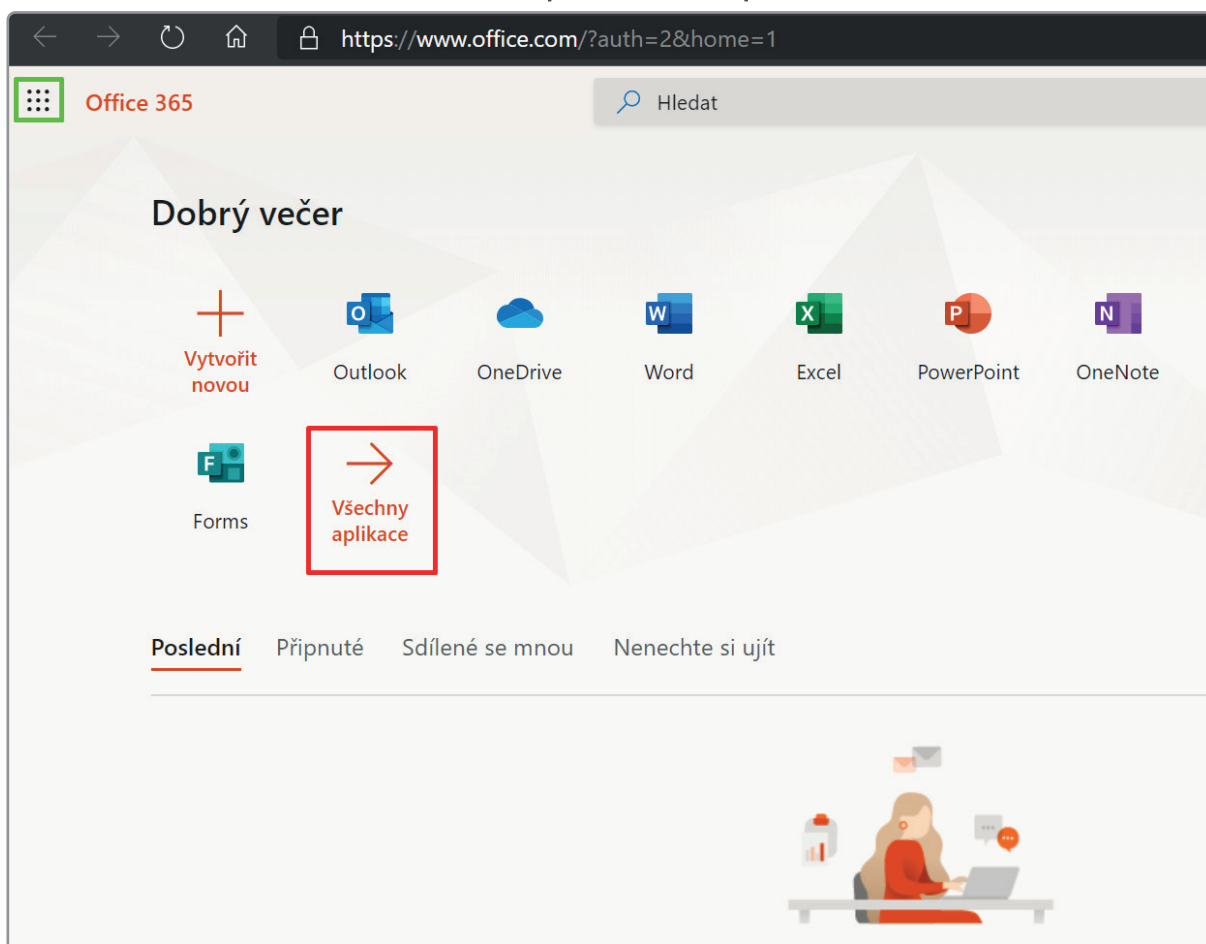 https://www.office.com/?auth=2&home=1
Office 365
Hledat
Dobrý večer
Vytvořit
novou
Outlook
OneDrive
Word
Excel
PowerPoint
OneNote
Forms
Všechny
aplikace
Poslední Připnuté Sdílené se mnou Nenechte si ujít